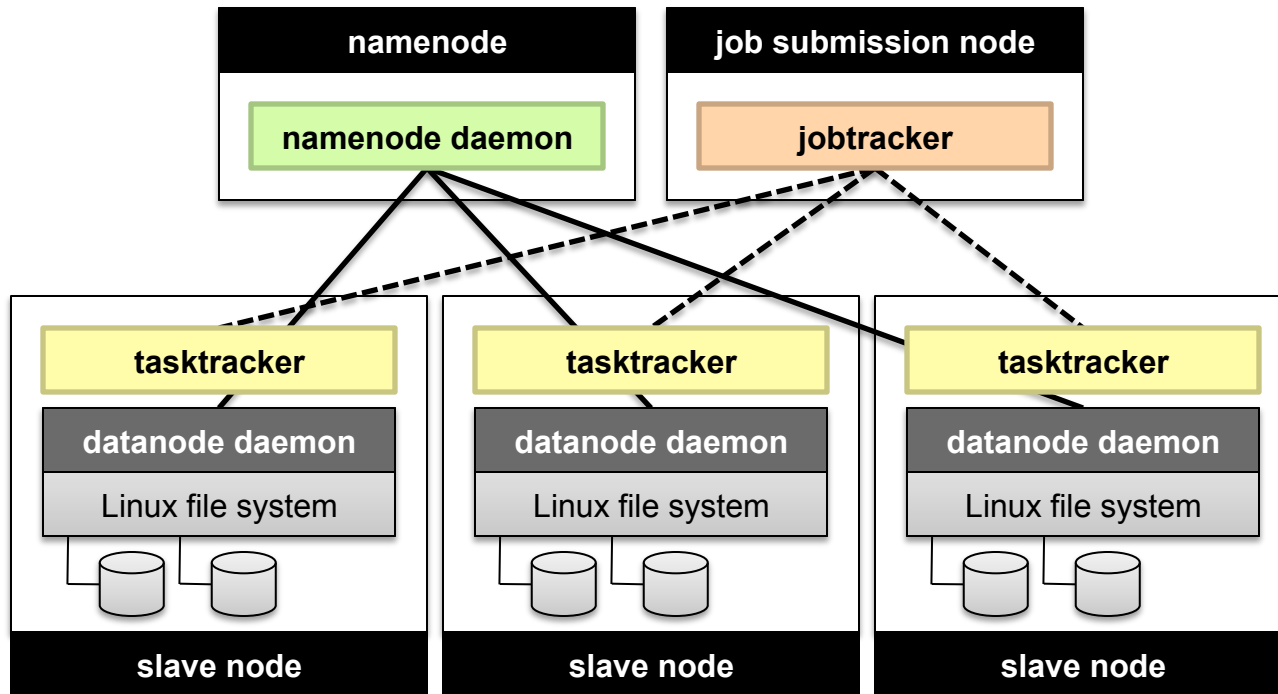 namenode
job submission node
namenode daemon
jobtracker
tasktracker
tasktracker
tasktracker
datanode daemon
datanode daemon
datanode daemon
Linux file system
Linux file system
Linux file system
slave node
slave node
slave node